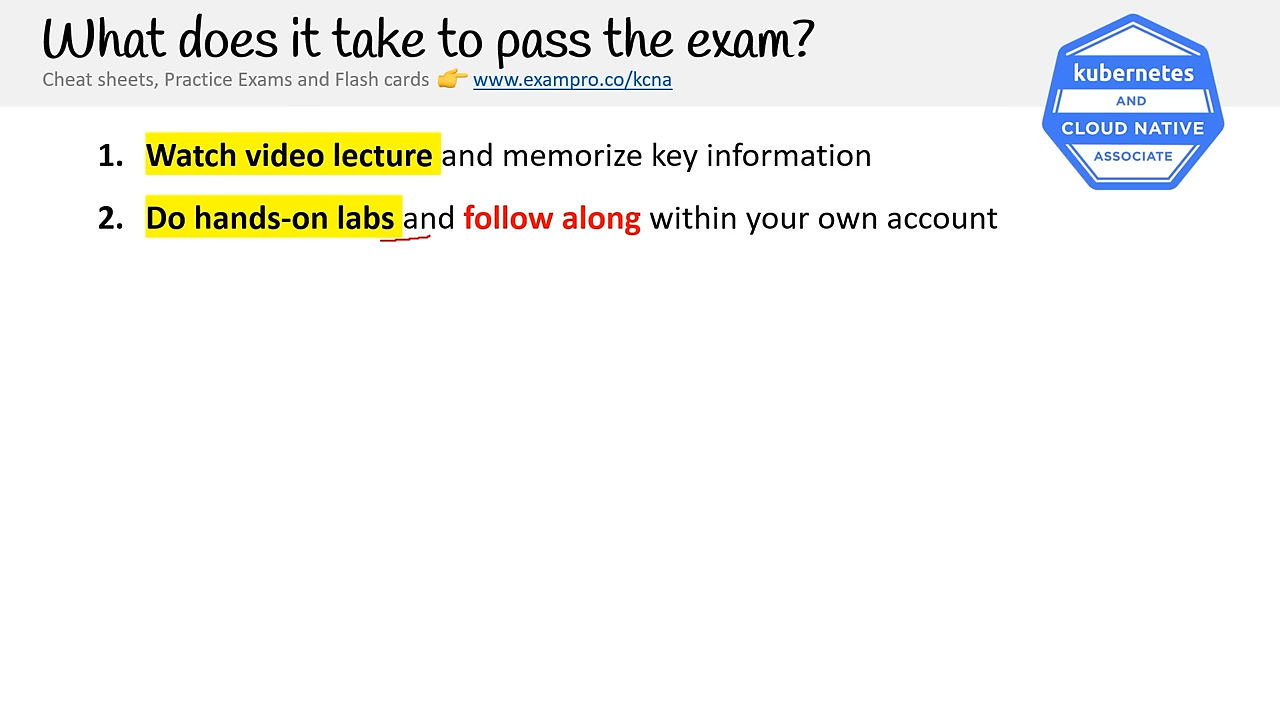 What does it take to pass the exam?
Cheat sheets, Practice Exams and Flash cards 👉 www.exampro.co/kcna
kubernetes
AND
CLOUD NATIVE
ASSOCIATE
1. Watch video lecture and memorize key information
2. Do hands-on labs and follow along within your own account